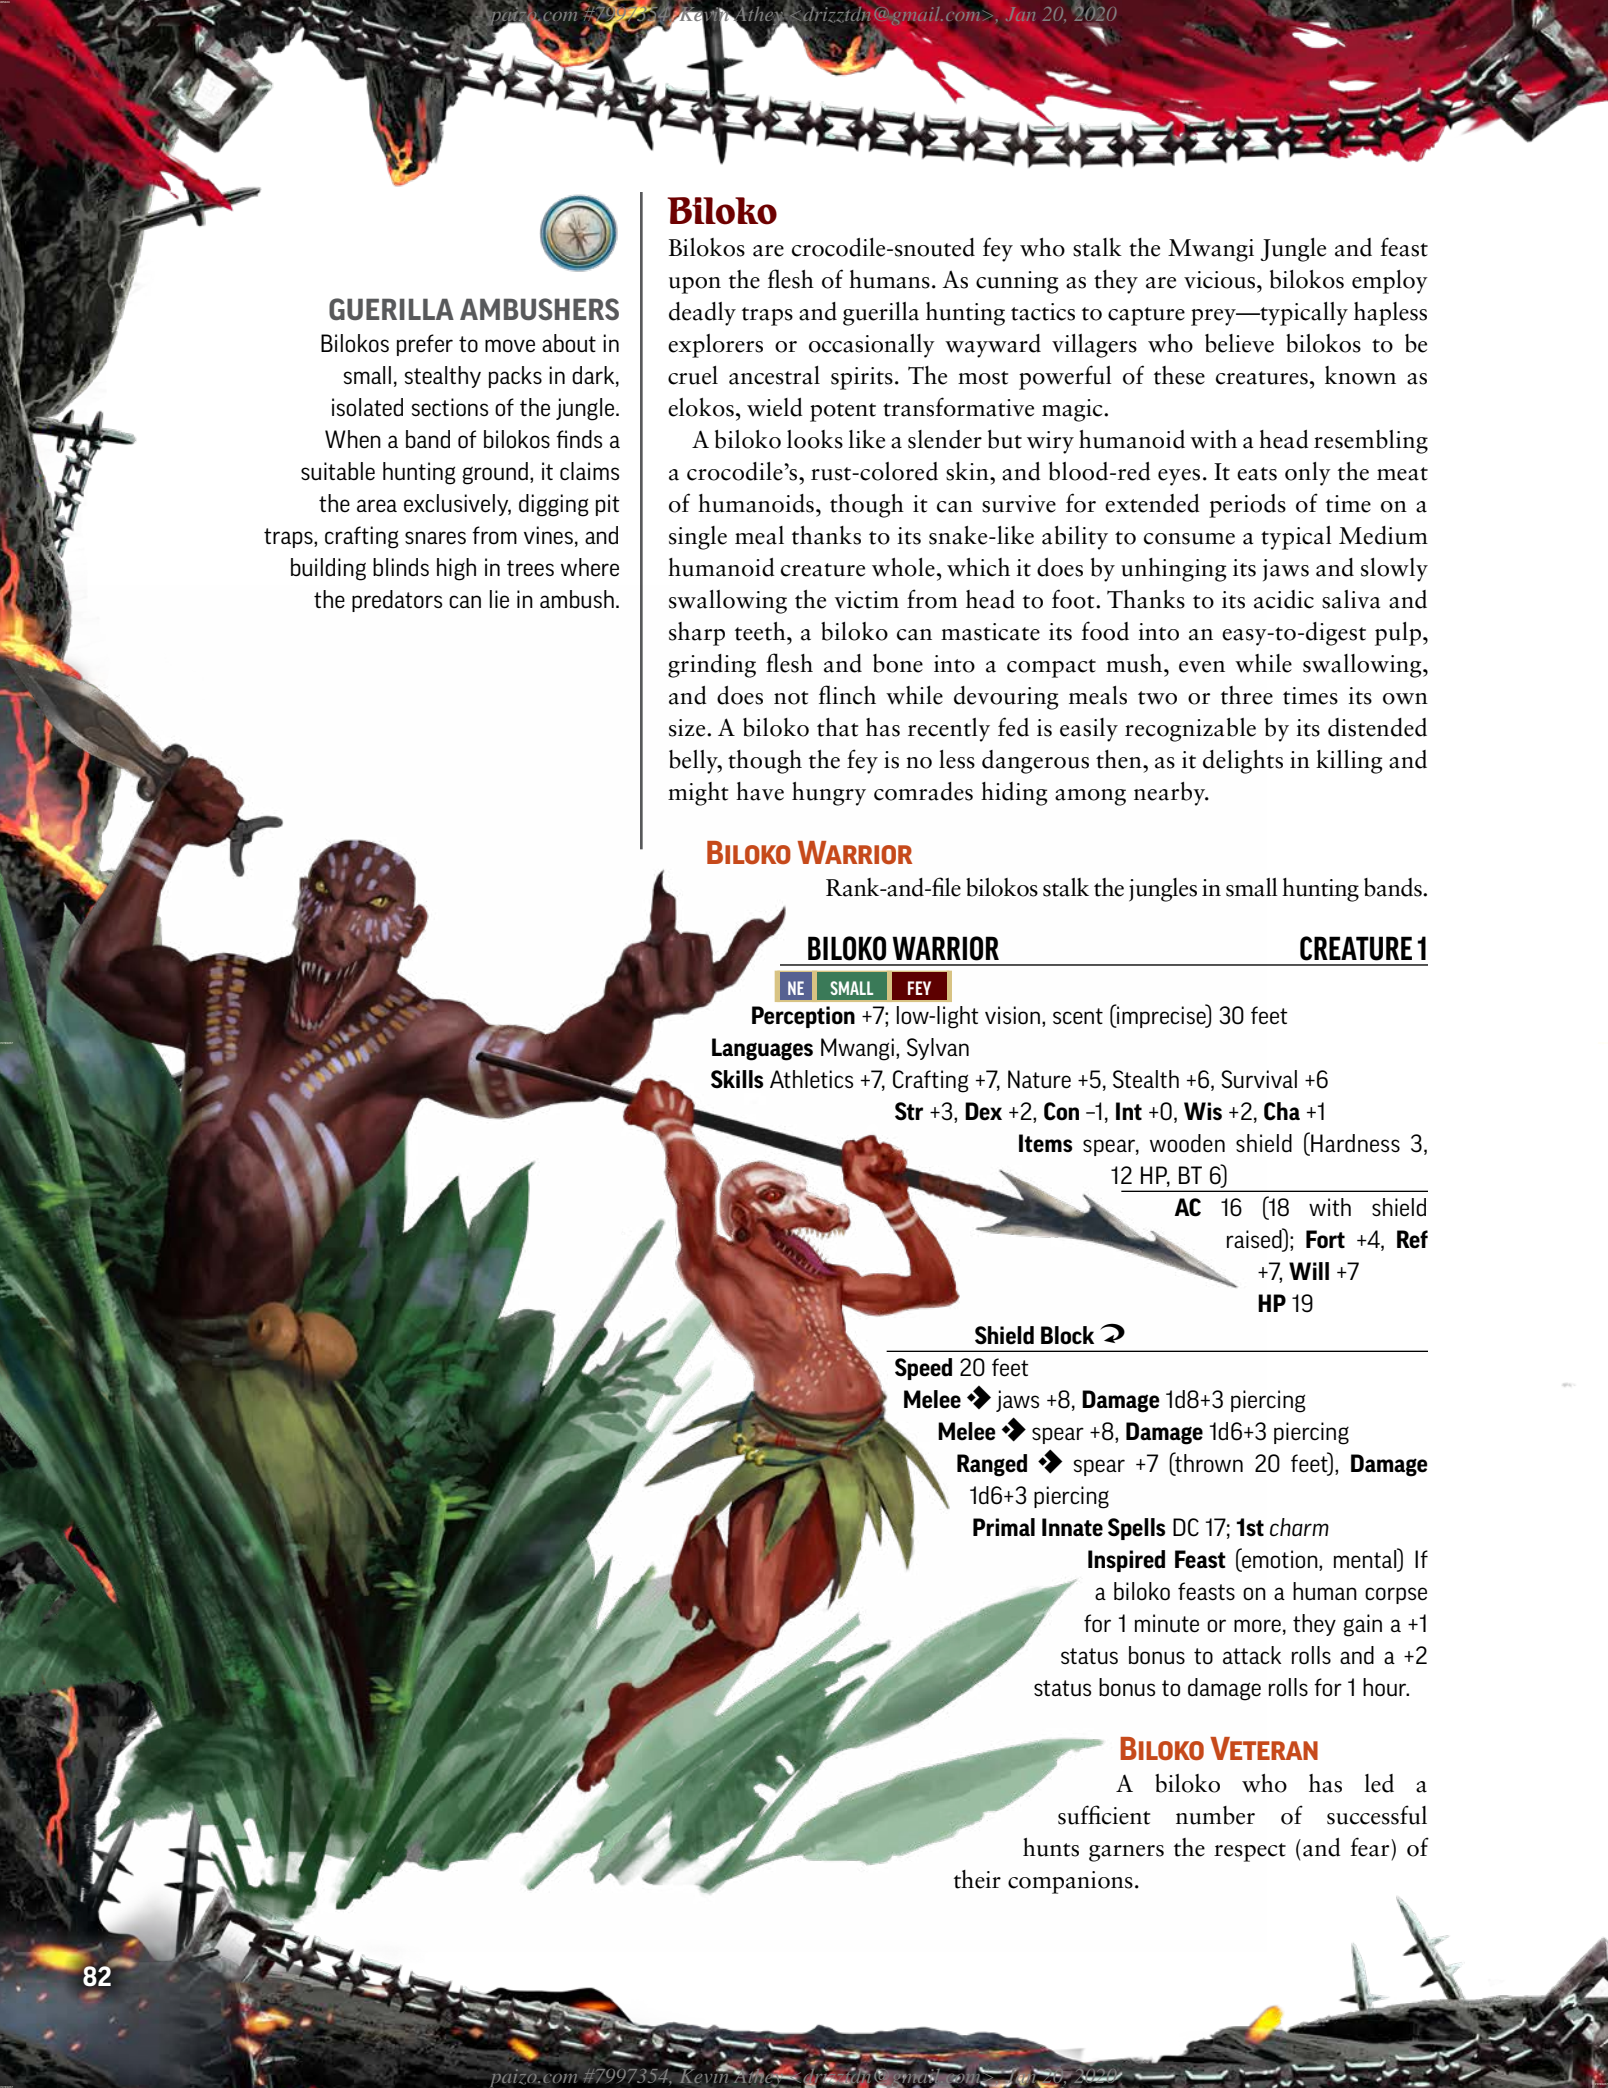 paizo.com #7997354, Kevin Athey <drizztdn@gmail.com>, Jan 20, 2020
GUERILLA AMBUSHERS
Bilokos prefer to move about in
small, stealthy packs in dark,
isolated sections of the jungle.
When a band of bilokos finds a
suitable hunting ground, it claims
the area exclusively, digging pit
traps, crafting snares from vines, and
building blinds high in trees where
the predators can lie in ambush.
Biloko
Bilokos are crocodile-snouted fey who stalk the Mwangi Jungle and feast
upon the flesh of humans. As cunning as they are vicious, bilokos employ
deadly traps and guerilla hunting tactics to capture prey—typically hapless
explorers or occasionally wayward villagers who believe bilokos to be
cruel ancestral spirits. The most powerful of these creatures, known as
elokos, wield potent transformative magic.
A biloko looks like a slender but wiry humanoid with a head resembling
a crocodile's, rust-colored skin, and blood-red eyes. It eats only the meat
of humanoids, though it can survive for extended periods of time on a
single meal thanks to its snake-like ability to consume a typical Medium
humanoid creature whole, which it does by unhinging its jaws and slowly
swallowing the victim from head to foot. Thanks to its acidic saliva and
sharp teeth, a biloko can masticate its food into an easy-to-digest pulp,
grinding flesh and bone into a compact mush, even while swallowing,
and does not flinch while devouring meals two or three times its own
size. A biloko that has recently fed is easily recognizable by its distended
belly, though the fey is no less dangerous then, as it delights in killing and
might have hungry comrades hiding among nearby.
BILOKO WARRIOR
Rank-and-file bilokos stalk the jungles in small hunting bands.
BILOKO WARRIOR CREATURE 1
NE SMALL FEY
Perception +7; low-light vision, scent (imprecise) 30 feet
Languages Mwangi, Sylvan
Skills Athletics +7, Crafting +7, Nature +5, Stealth +6, Survival +6
Str +3, Dex +2, Con –1, Int +0, Wis +2, Cha +1
Items spear, wooden shield (Hardness 3,
12 HP, BT 6)
AC 16 (18 with shield
raised); Fort +4, Ref
+7, Will +7
HP 19
Shield Block
Speed 20 feet
Melee jaws +8, Damage 1d8+3 piercing
Melee spear +8, Damage 1d6+3 piercing
Ranged spear +7 (thrown 20 feet), Damage
1d6+3 piercing
Primal Innate Spells DC 17; 1st charm
Inspired Feast (emotion, mental) If
a biloko feasts on a human corpse
for 1 minute or more, they gain a +1
status bonus to attack rolls and a +2
status bonus to damage rolls for 1 hour.
BILOKO VETERAN
A biloko who has led a
sufficient number of successful
hunts garners the respect (and fear) of
their companions.
82
paizo.com #7997354, Kevin Athey <drizztdn@gmail.com>, Jan 20, 2020